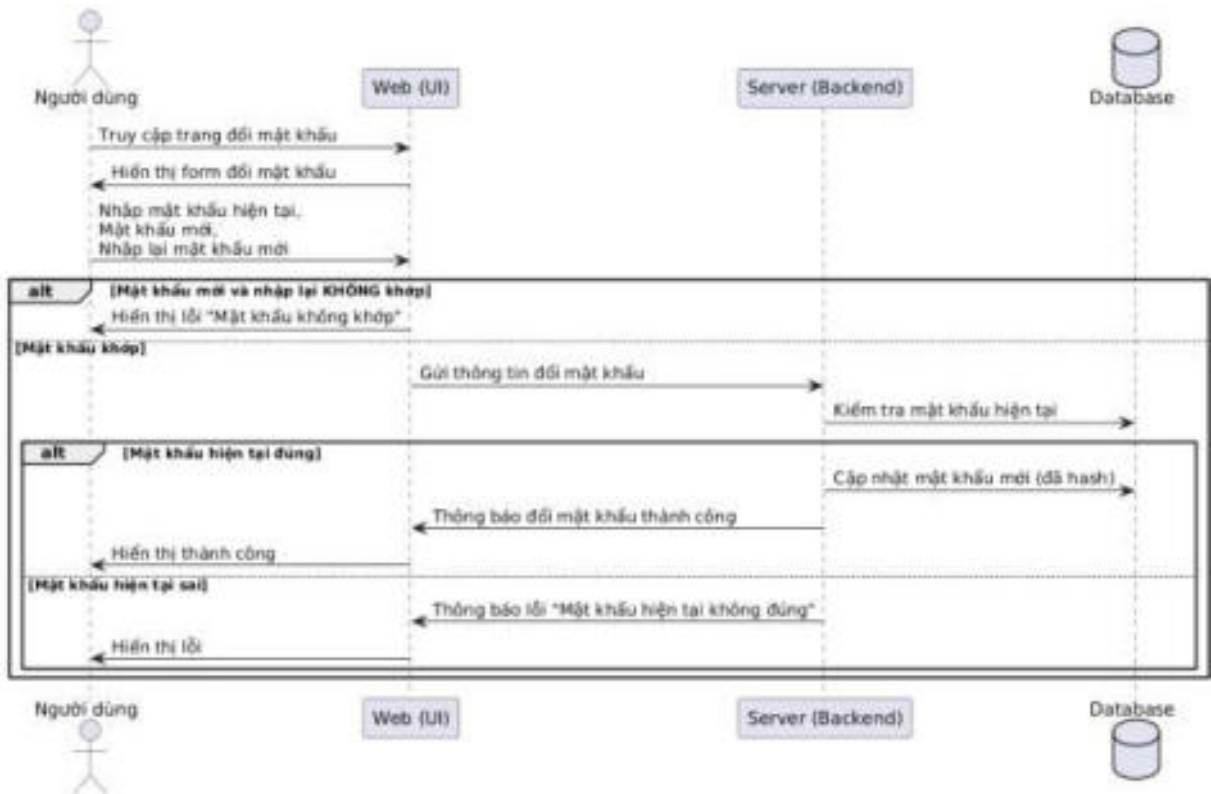 Người dùng
Web (UI)
Server (Backend)
Database
Truy cập trang đổi mật khẩu
Hiển thị form đổi mật khẩu
Nhập mật khẩu hiện tại,
Mật khẩu mới,
Nhập lại mật khẩu mới
alt
[Mật khẩu mới và nhập lại KHÔNG khớp]
Hiển thị lỗi "Mật khẩu không khớp"
[Mật khẩu khớp]
Gửi thông tin đổi mật khẩu
Kiểm tra mật khẩu hiện tại
alt
[Mật khẩu hiện tại đúng]
Cập nhật mật khẩu mới (đã hash)
Thông báo đổi mật khẩu thành công
Hiển thị thành công
[Mật khẩu hiện tại sai]
Thông báo lỗi "Mật khẩu hiện tại không đúng"
Hiển thị lỗi
Người dùng
Web (UI)
Server (Backend)
Database